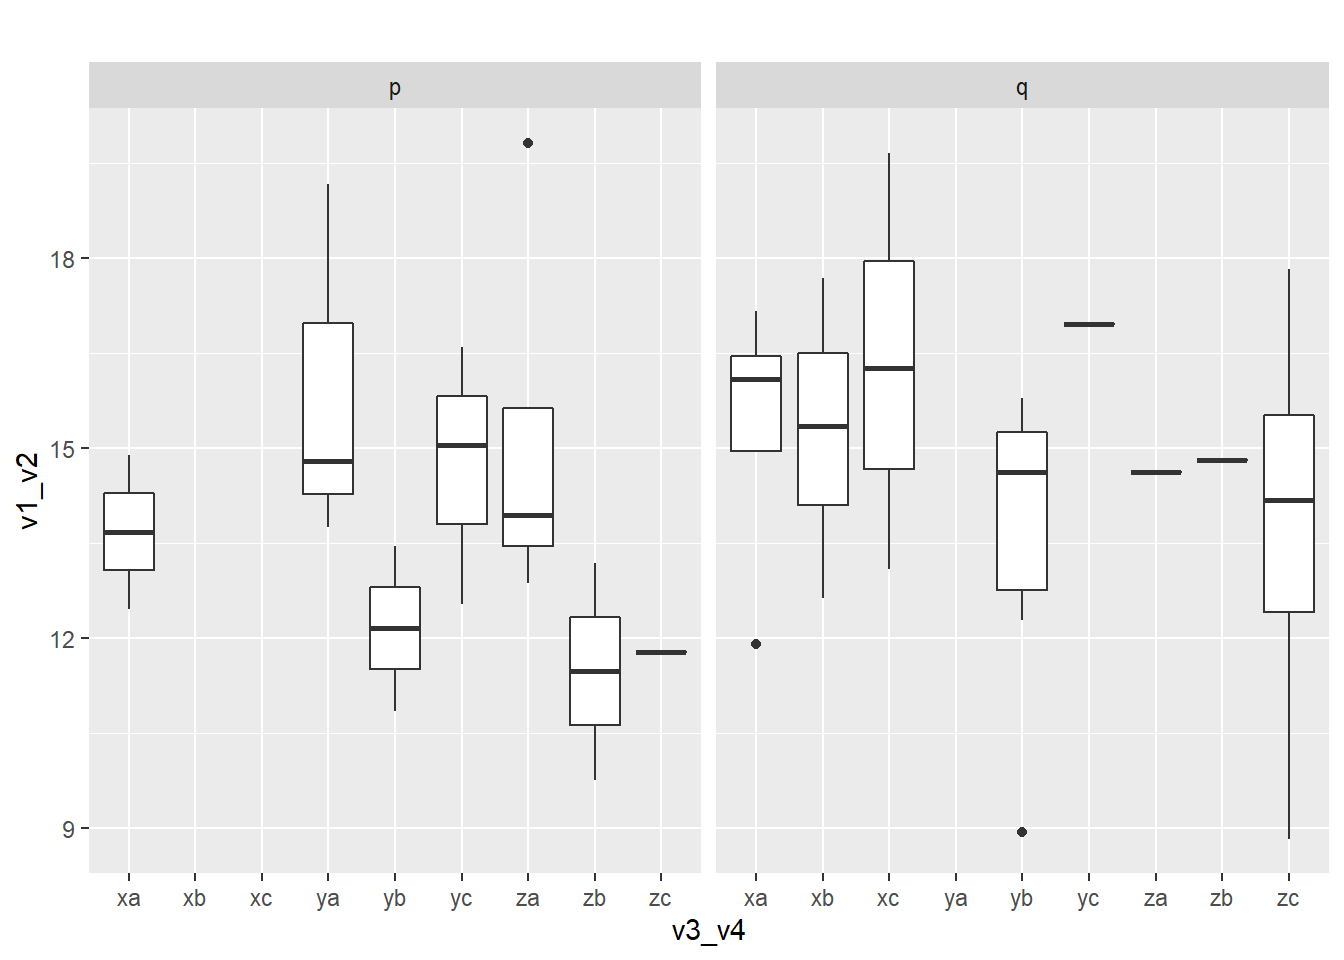 p q
v1_v2
18
15
12
9
xa xb xc ya yb yc za zb zc xa xb xc ya yb yc za zb zc
v3_v4